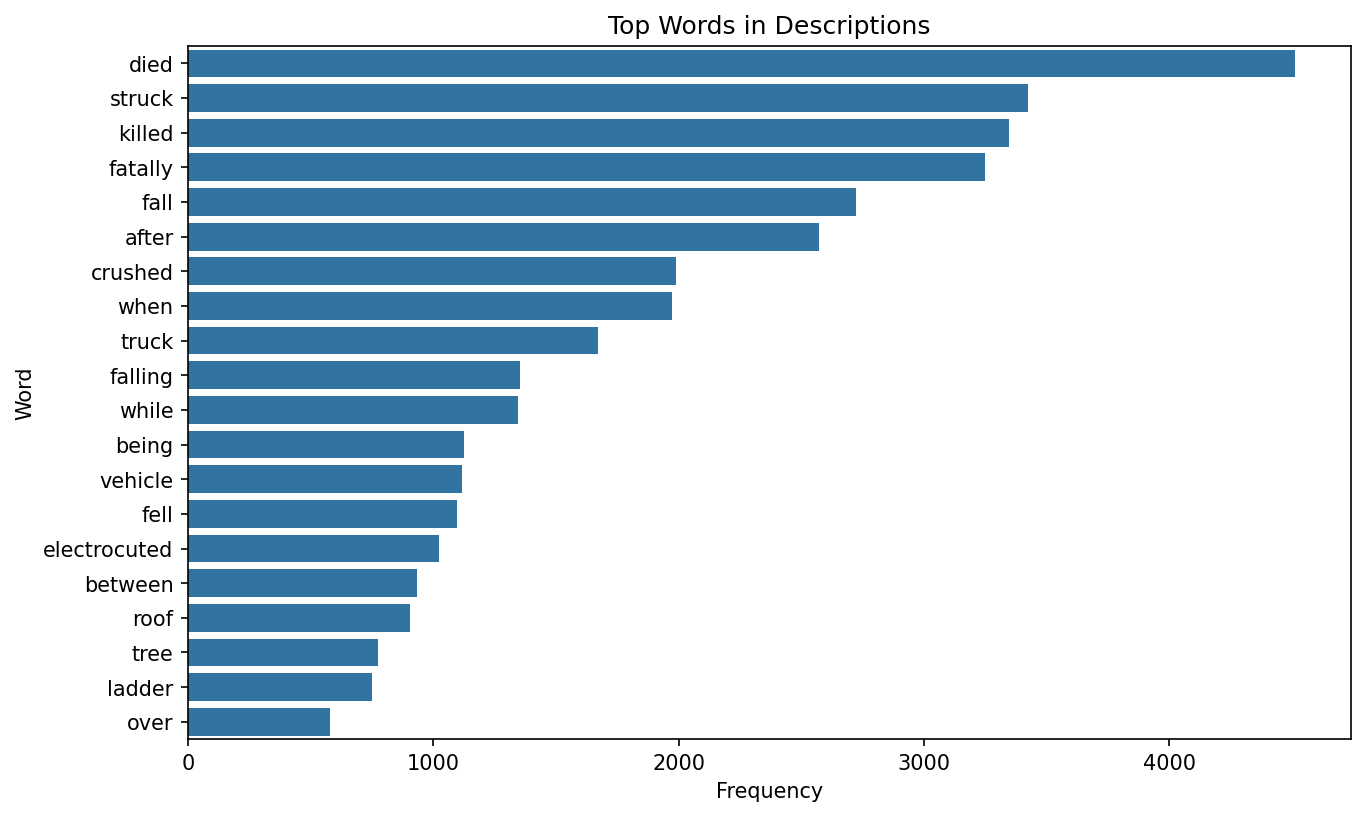 Top Words in Descriptions
died
struck
killed
fatally
fall
after
crushed
when
truck
falling
while
being
vehicle
fell
electrocuted
between
roof
tree
ladder
over
Word
0 1000 2000 3000 4000
Frequency